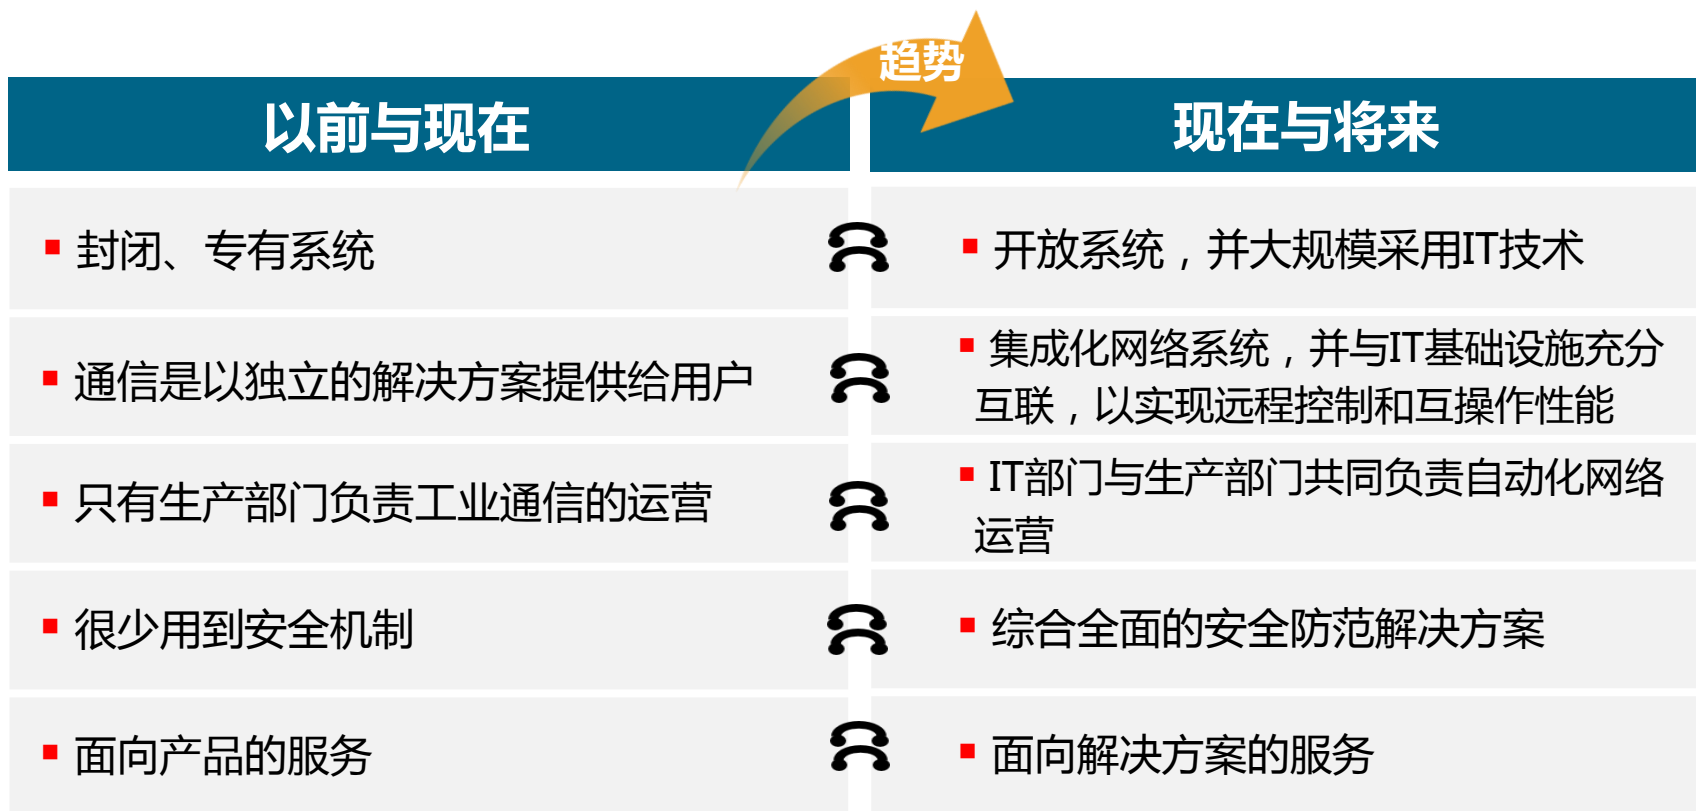 趋势
以前与现在
现在与将来
封闭、专有系统
开放系统，并大规模采用IT技术
通信是以独立的解决方案提供给用户
集成化网络系统，并与IT基础设施充分
互联，以实现远程控制和互操作性能
只有生产部门负责工业通信的运营
IT部门与生产部门共同负责自动化网络
运营
很少用到安全机制
综合全面的安全防范解决方案
面向产品的服务
面向解决方案的服务